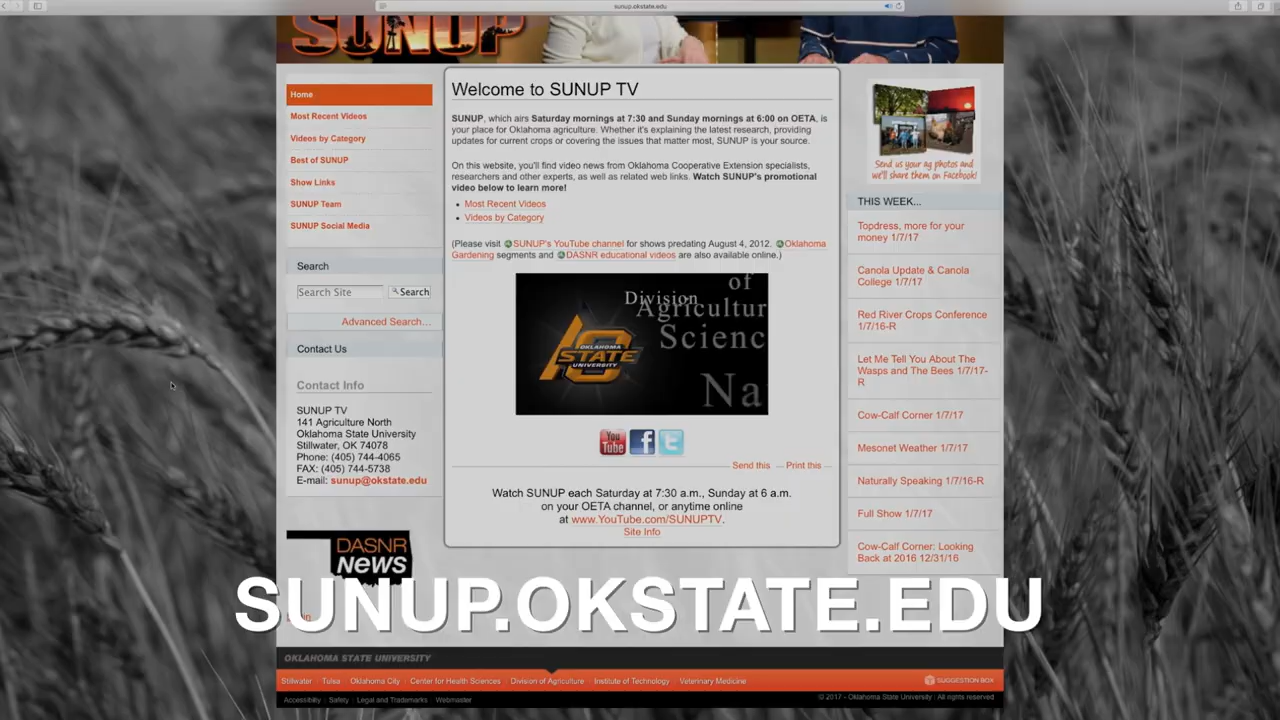 sunup.okstate.edu
SUNUP
Home
Most Recent Videos
Videos by Category
Best of SUNUP
Show Links
SUNUP Team
SUNUP Social Media
Search
Search Site
Search
Advanced Search…
Contact Us
Contact Info
SUNUP TV
141 Agriculture North
Oklahoma State University
Stillwater, OK 74078
Phone: (405) 744-4065
FAX: (405) 744-5738
E-mail: sunup@okstate.edu
DASNR
NEWS
Welcome to SUNUP TV
SUNUP, which airs Saturday mornings at 7:30 and Sunday mornings at 6:00 on OETA, is
your place for Oklahoma agriculture. Whether it's explaining the latest research, providing
updates for current crops or covering the issues that matter most, SUNUP is your source.
On this website, you'll find video news from Oklahoma Cooperative Extension specialists,
researchers and other experts, as well as related web links. Watch SUNUP's promotional
video below to learn more!
Most Recent Videos
Videos by Category
(Please visit SUNUP's YouTube channel for shows predating August 4, 2012. Oklahoma
Gardening segments and DASNR educational videos are also available online.)
of
Division
Agricultur
Scienc
Na
OKLAHOMA
STATE
UNIVERSITY
You
Tube
Send this
Print this
Watch SUNUP each Saturday at 7:30 a.m., Sunday at 6 a.m.
on your OETA channel, or anytime online
at www.YouTube.com/SUNUPTV.
Site Info
Send us your ag photos and
we'll share them on Facebook!
THIS WEEK...
Topdress, more for your
money 1/7/17
Canola Update & Canola
College 1/7/17
Red River Crops Conference
1/7/16-R
Let Me Tell You About The
Wasps and The Bees 1/7/17-
R
Cow-Calf Corner 1/7/17
Mesonet Weather 1/7/17
Naturally Speaking 1/7/16-R
Full Show 1/7/17
Cow-Calf Corner: Looking
Back at 2016 12/31/16
SUNUP.OKSTATE.EDU
OKLAHOMA STATE UNIVERSITY
Stillwater Tulsa Oklahoma City Center for Health Sciences Division of Agriculture Institute of Technology Veterinary Medicine
SUGGESTION BOX
Accessibility Safety Legal and Trademarks Webmaster
© 2017 - Oklahoma State University | All rights reserved